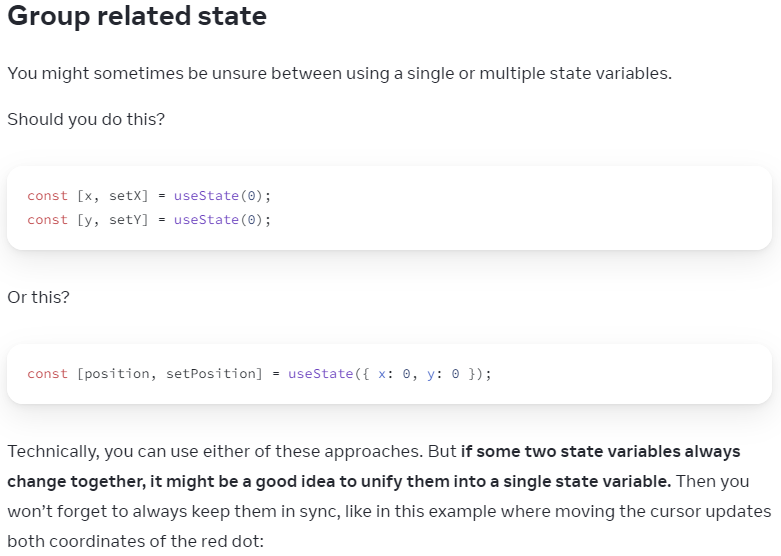 Group related state
You might sometimes be unsure between using a single or multiple state variables.
Should you do this?
const [x, setX] = useState(0);
const [y, setY] = useState(0);
Or this?
const [position, setPosition] = useState({ x: 0, y: 0 });
Technically, you can use either of these approaches. But if some two state variables always
change together, it might be a good idea to unify them into a single state variable. Then you
won’t forget to always keep them in sync, like in this example where moving the cursor updates
both coordinates of the red dot: